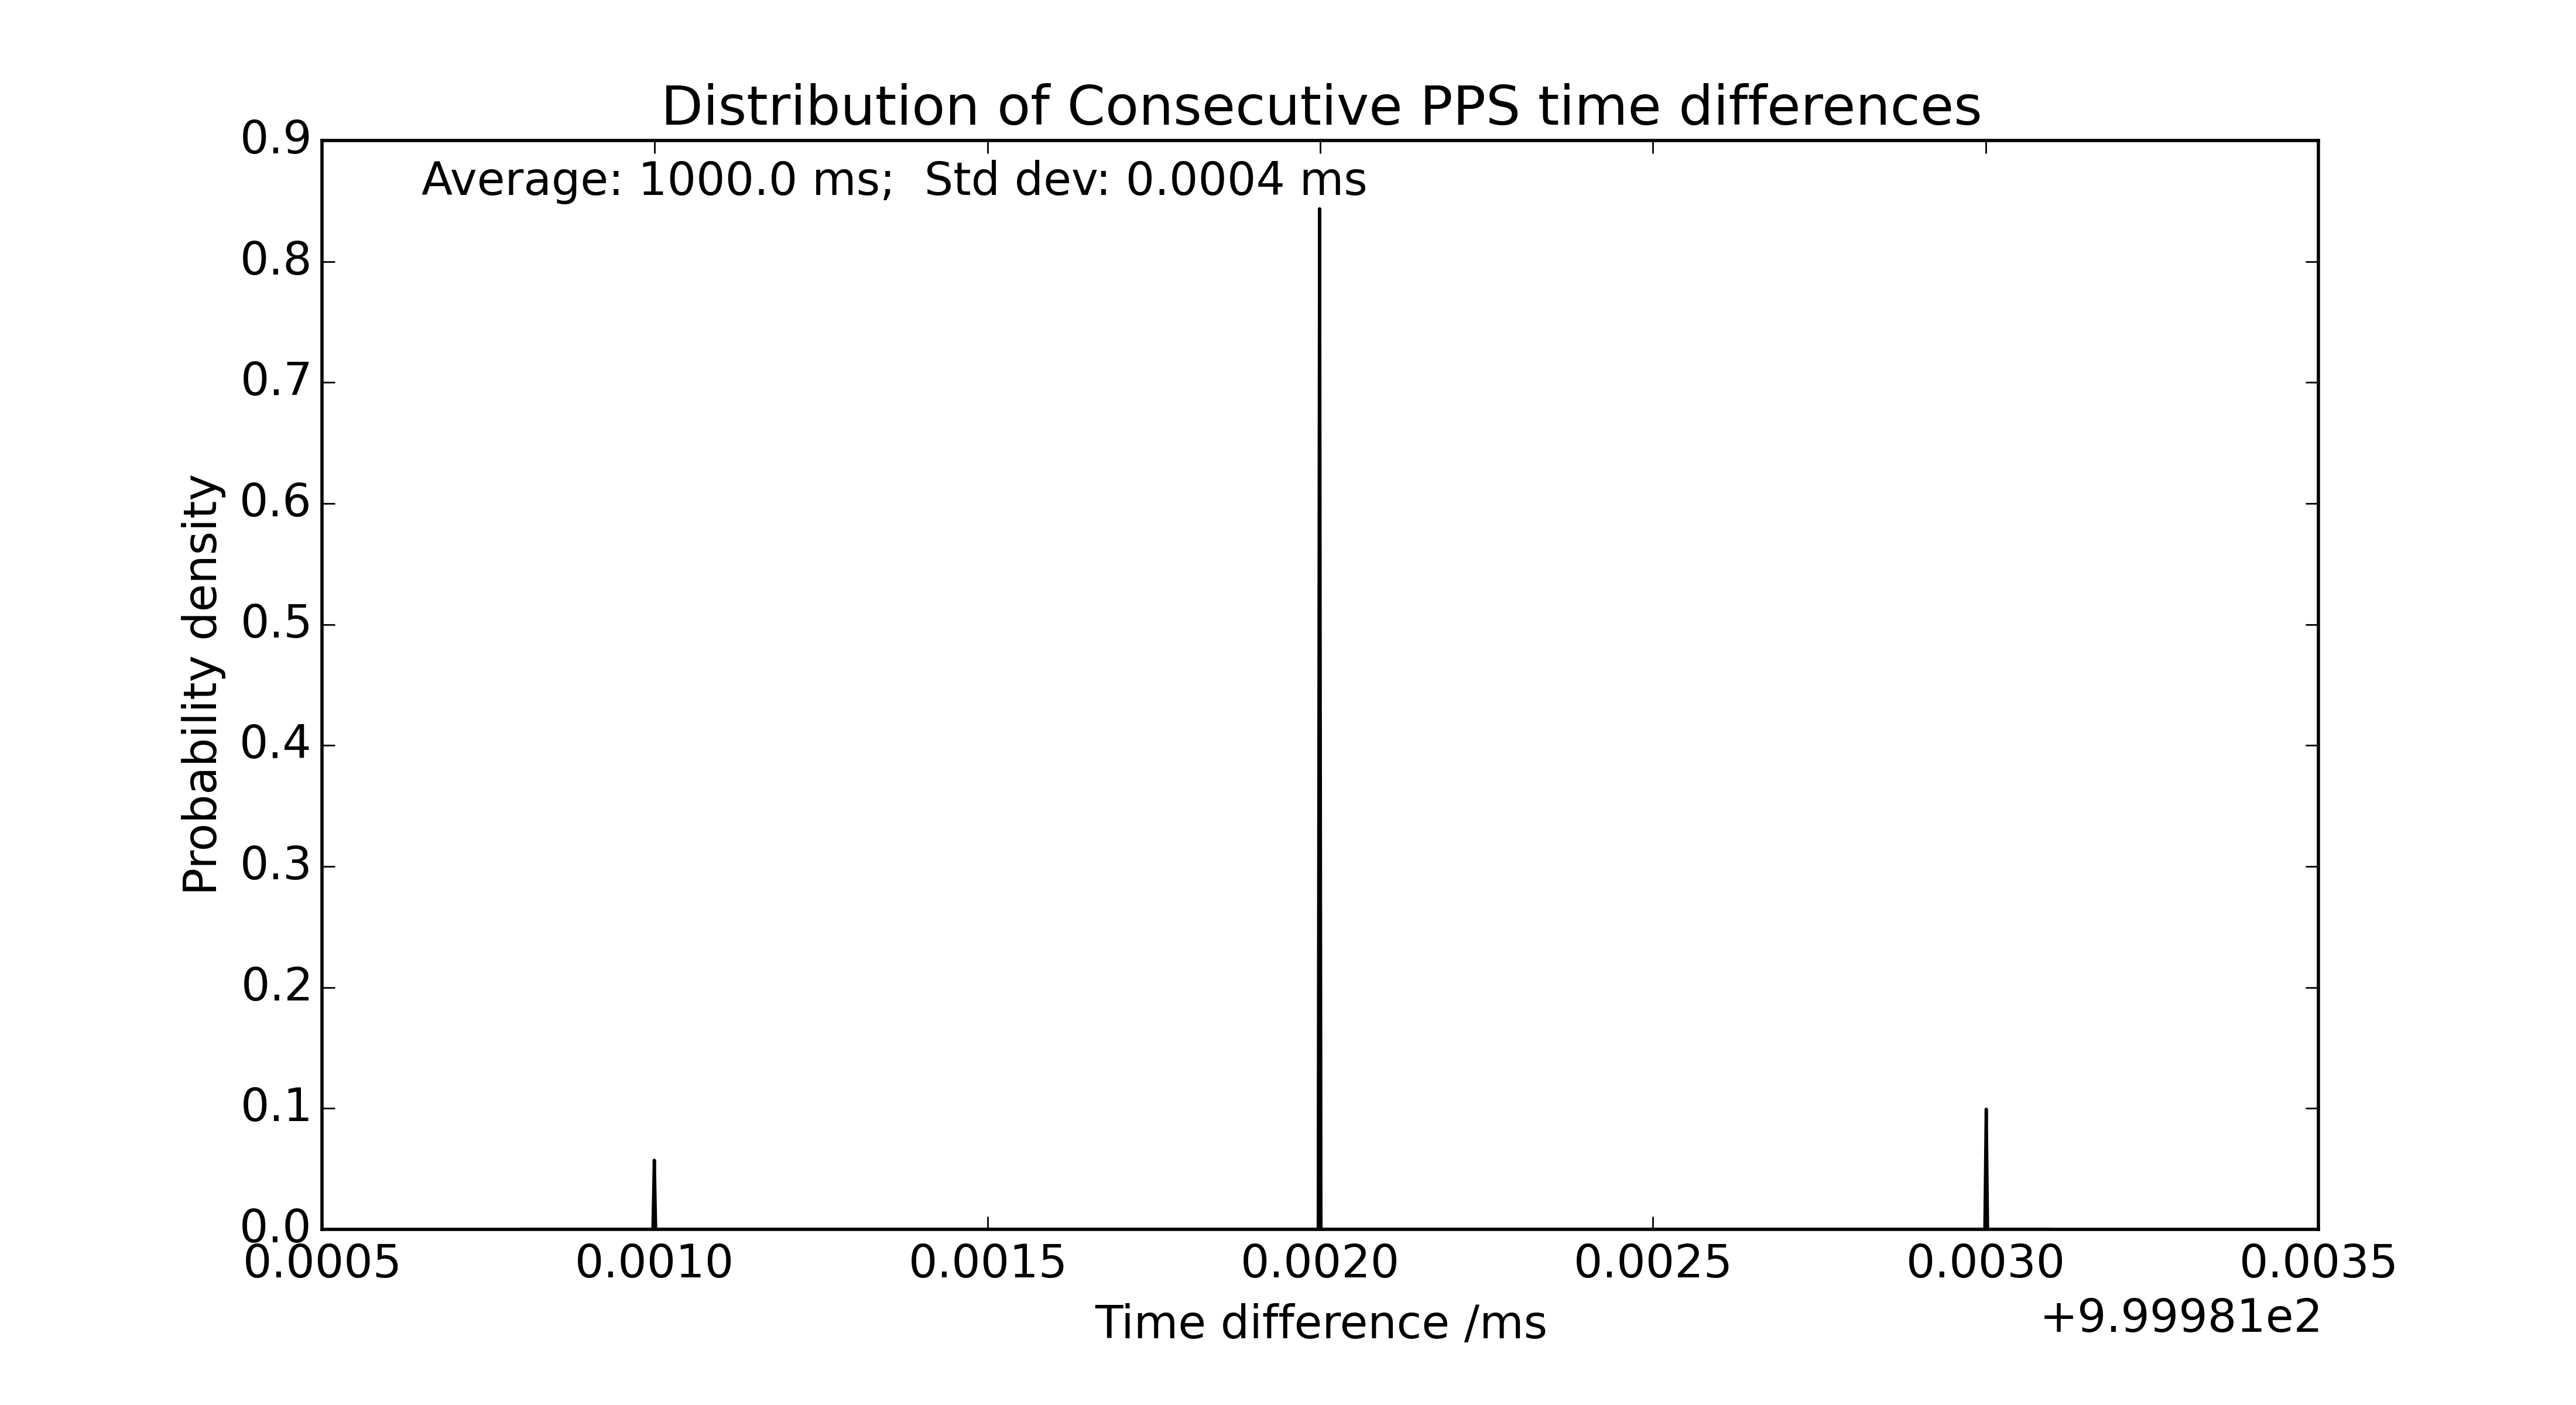 Distribution of Consecutive PPS time differences
Average: 1000.0 ms;  Std dev: 0.0004 ms
Probability density
0.9
0.8
0.7
0.6
0.5
0.4
0.3
0.2
0.1
0.0
0.0005 0.0010 0.0015 0.0020 0.0025 0.0030 0.0035
Time difference /ms
+9.99981e2